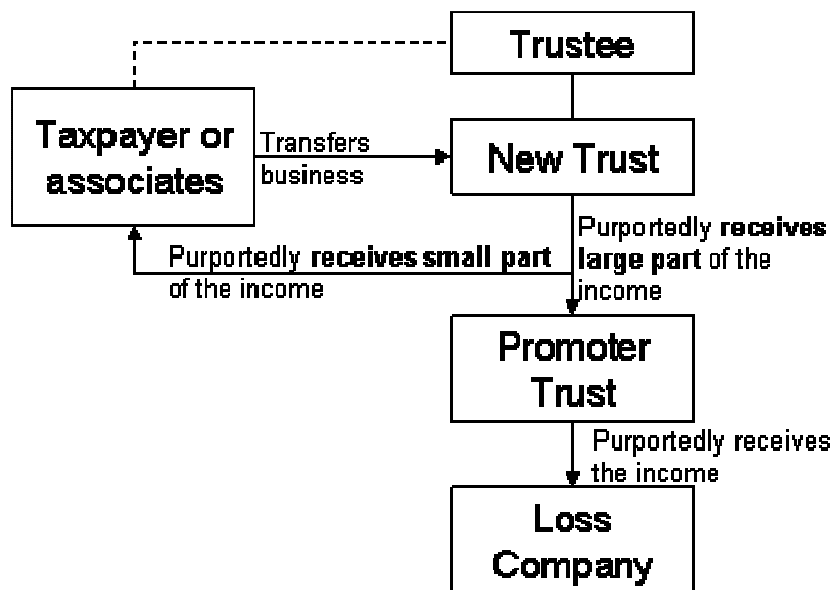 Trustee
Taxpayer or
associates
Transfers
business
New Trust
Purportedly receives
large part of the
income
Purportedly receives small part
of the income
Promoter
Trust
Purportedly receives
the income
Loss
Company